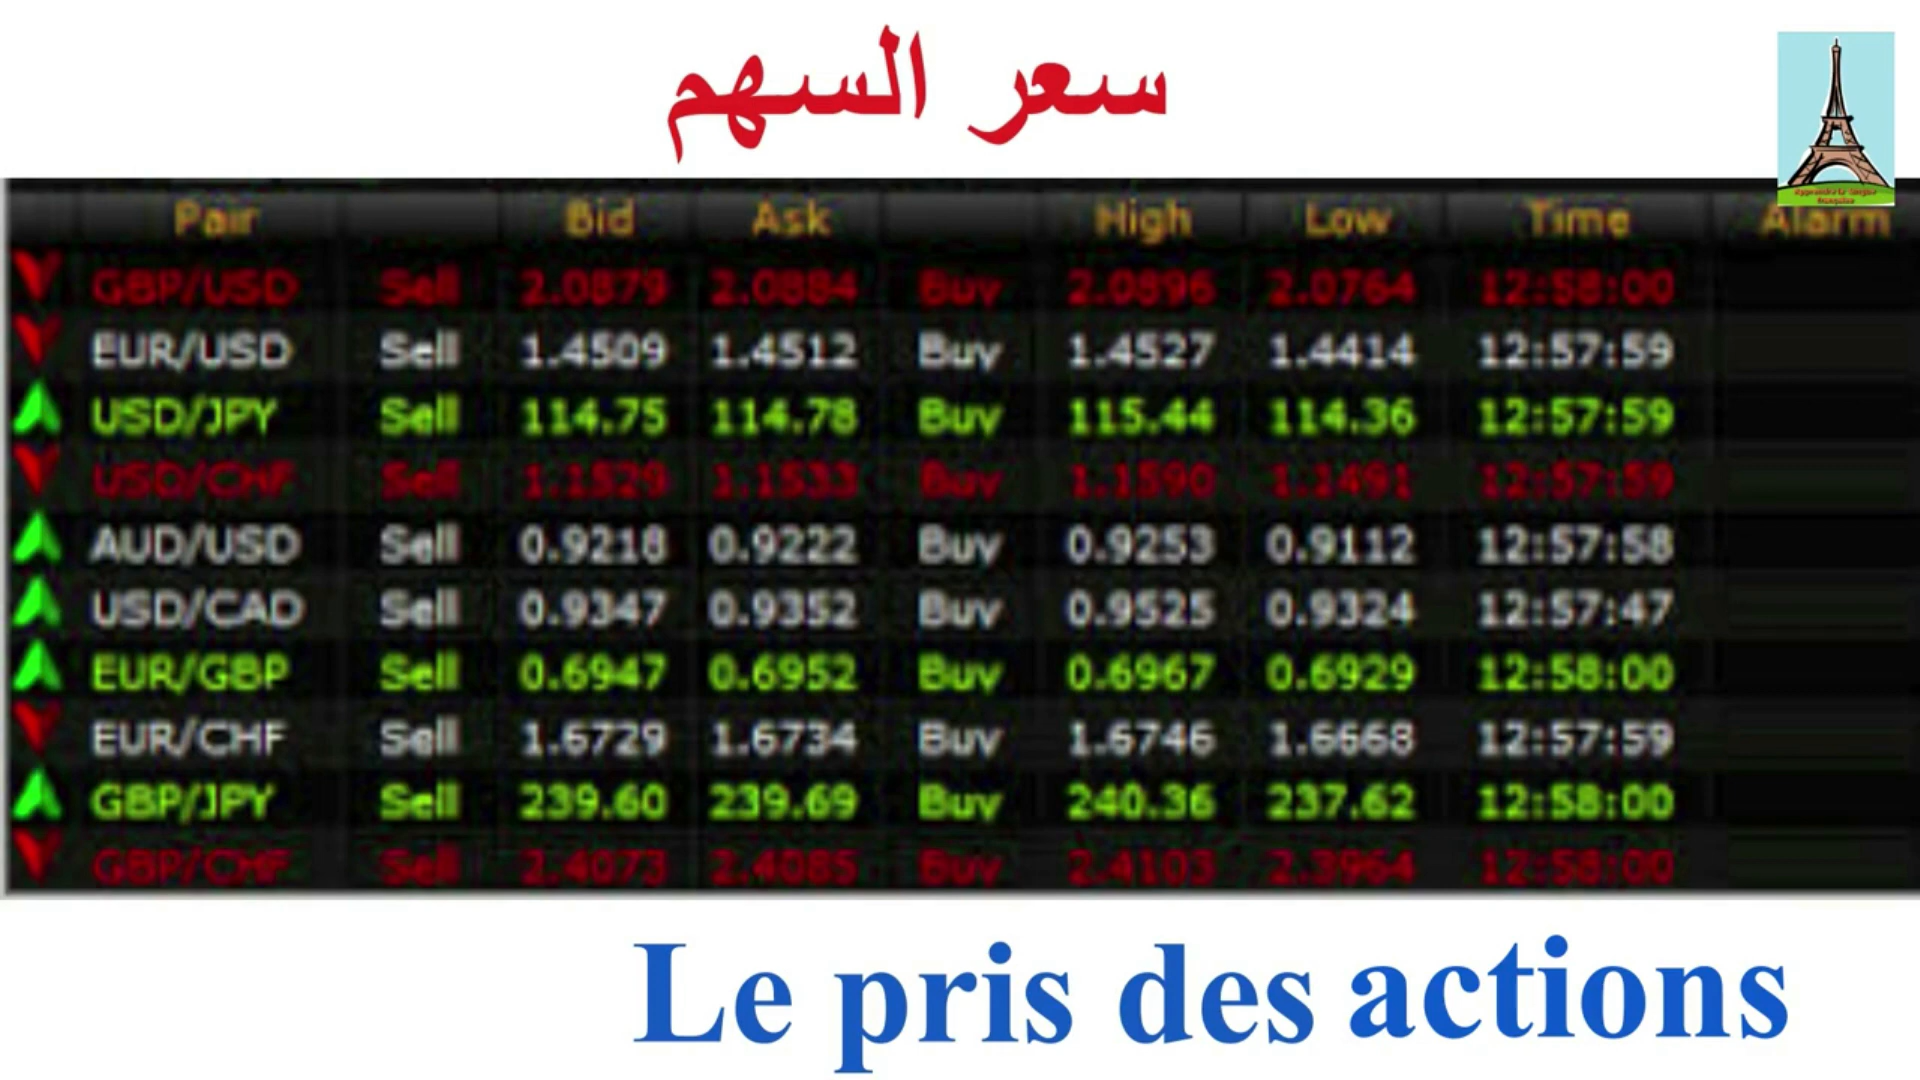 سعر السهم
Apprendre la langue française
Pair Bid Ask High Low Time Alarm
GBP/USD Sell 2.0879 2.0884 Buy 2.0896 2.0764 12:58:00
EUR/USD Sell 1.4509 1.4512 Buy 1.4527 1.4414 12:57:59
USD/JPY Sell 114.75 114.78 Buy 115.44 114.36 12:57:59
USD/CHF Sell 1.1529 1.1533 Buy 1.1590 1.1491 12:57:59
AUD/USD Sell 0.9218 0.9222 Buy 0.9253 0.9112 12:57:58
USD/CAD Sell 0.9347 0.9352 Buy 0.9525 0.9324 12:57:47
EUR/GBP Sell 0.6947 0.6952 Buy 0.6967 0.6929 12:58:00
EUR/CHF Sell 1.6729 1.6734 Buy 1.6746 1.6668 12:57:59
GBP/JPY Sell 239.60 239.69 Buy 240.36 237.62 12:58:00
GBP/CHF Sell 2.4073 2.4085 Buy 2.4103 2.3964 12:58:00
Le pris des actions